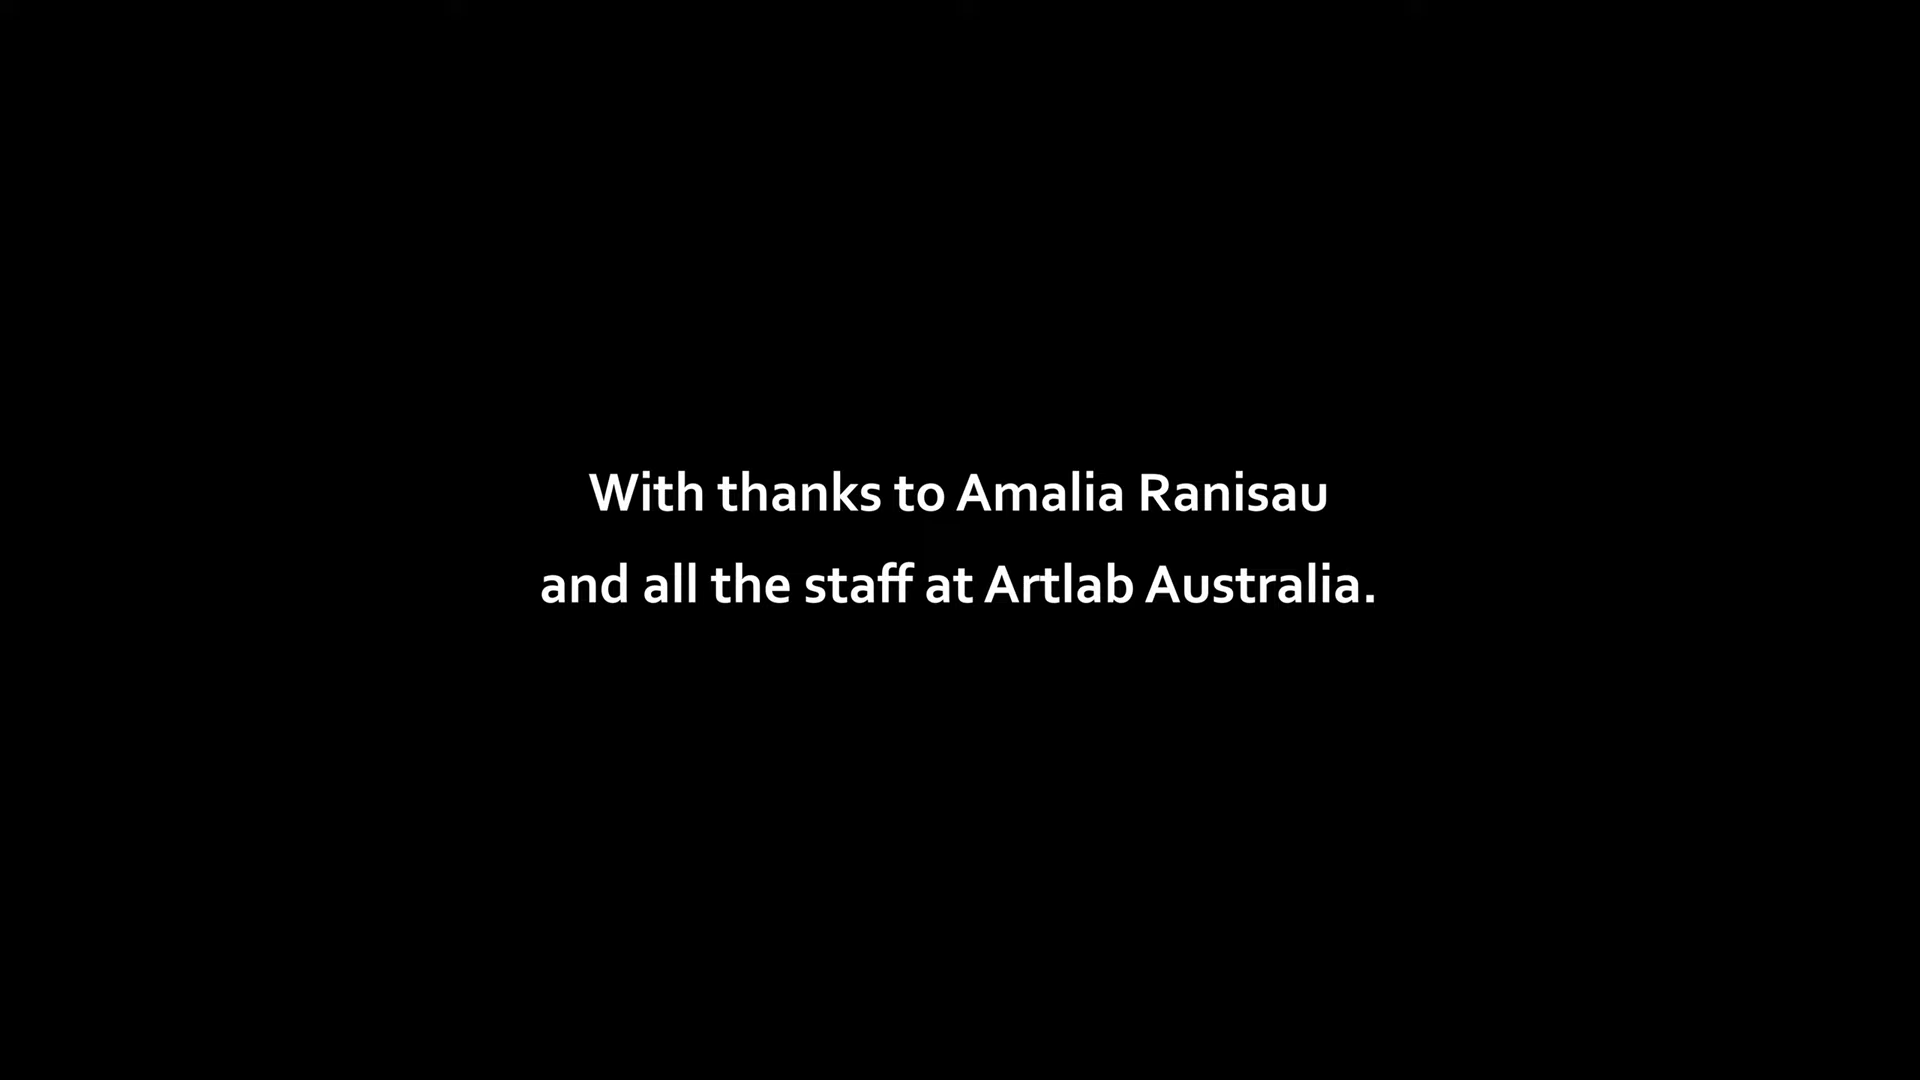 With thanks to Amalia Ranisau
and all the staff at Artlab Australia.